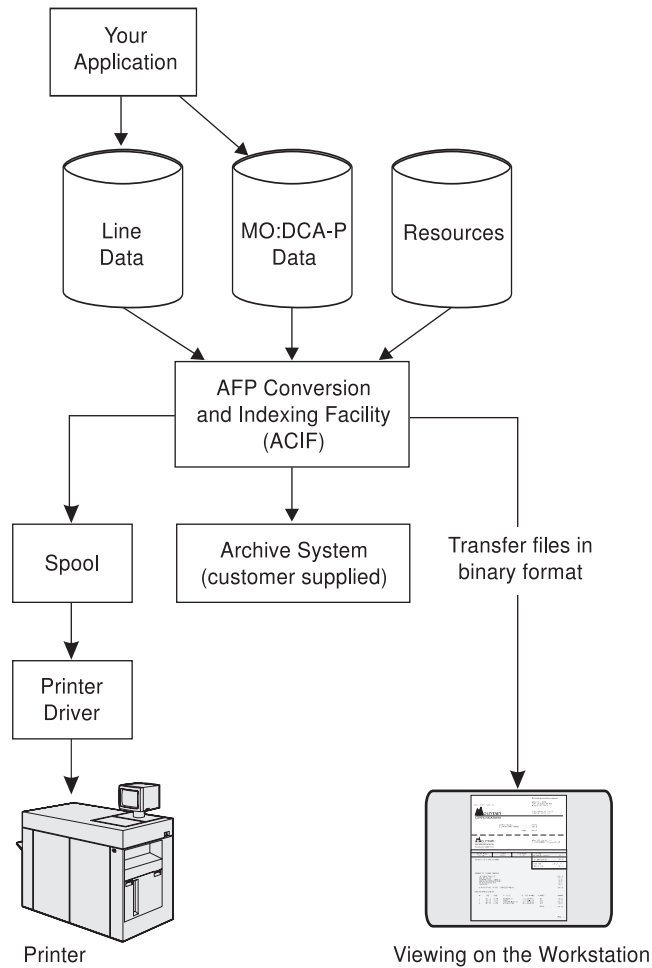 Your
Application
Line
Data
MO:DCA-P
Data
Resources
AFP Conversion
and Indexing Facility
(ACIF)
Spool
Archive System
(customer supplied)
Transfer files in
binary format
Printer
Driver
Printer
Viewing on the Workstation